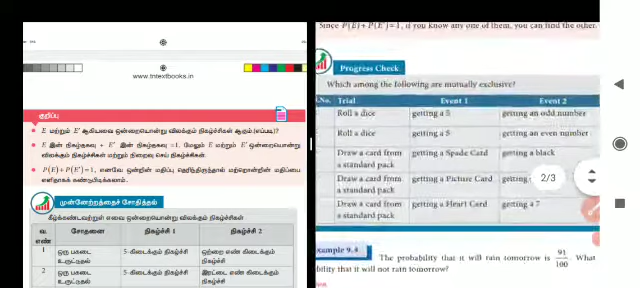 www.tntextbooks.in
குறிப்பு
E மற்றும் E' ஆகியவை ஒன்றையொன்று விலக்கும் நிகழ்ச்சிகள் ஆகும்.(எப்படி)?
E இன் நிகழ்தகவு + E' இன் நிகழ்தகவு =1. மேலும் E மற்றும் E' ஒன்றையொன்று
விலக்கும் நிகழ்ச்சிகள் மற்றும் நிறைவு செய் நிகழ்ச்சிகள்.
P(E)+P(E')=1, எனவே ஒன்றின் மதிப்பு தெரிந்திருந்தால் மற்றொன்றின் மதிப்பை
எளிதாகக் கண்டுபிடிக்கலாம்.
முன்னேற்றத்தைச் சோதித்தல்
கீழ்க்கண்டவற்றுள் எவை ஒன்றையொன்று விலக்கும் நிகழ்ச்சிகள்
வ. எண் சோதனை நிகழ்ச்சி 1 நிகழ்ச்சி 2
1 ஒரு பகடை உருட்டுதல் 5-கிடைக்கும் நிகழ்ச்சி ஒற்றை எண் கிடைக்கும் நிகழ்ச்சி
2 ஒரு பகடை உருட்டுதல் 5-கிடைக்கும் நிகழ்ச்சி இரட்டை எண் கிடைக்கும் நிகழ்ச்சி
Since P(E)+P(E')=1, if you know any one of them, you can find the other.
Progress Check
Which among the following are mutually exclusive?
.No. Trial Event 1 Event 2
Roll a dice getting a 5 getting an odd number
Roll a dice getting a 5 getting an even number
Draw a card from a standard pack getting a Spade Card getting a black
Draw a card from a standard pack getting a Picture Card getting
Draw a card from a standard pack getting a Heart Card getting a 7
2/3
xample 9.4
The probability that it will rain tomorrow is 91/100. What
bility that it will not rain tomorrow?